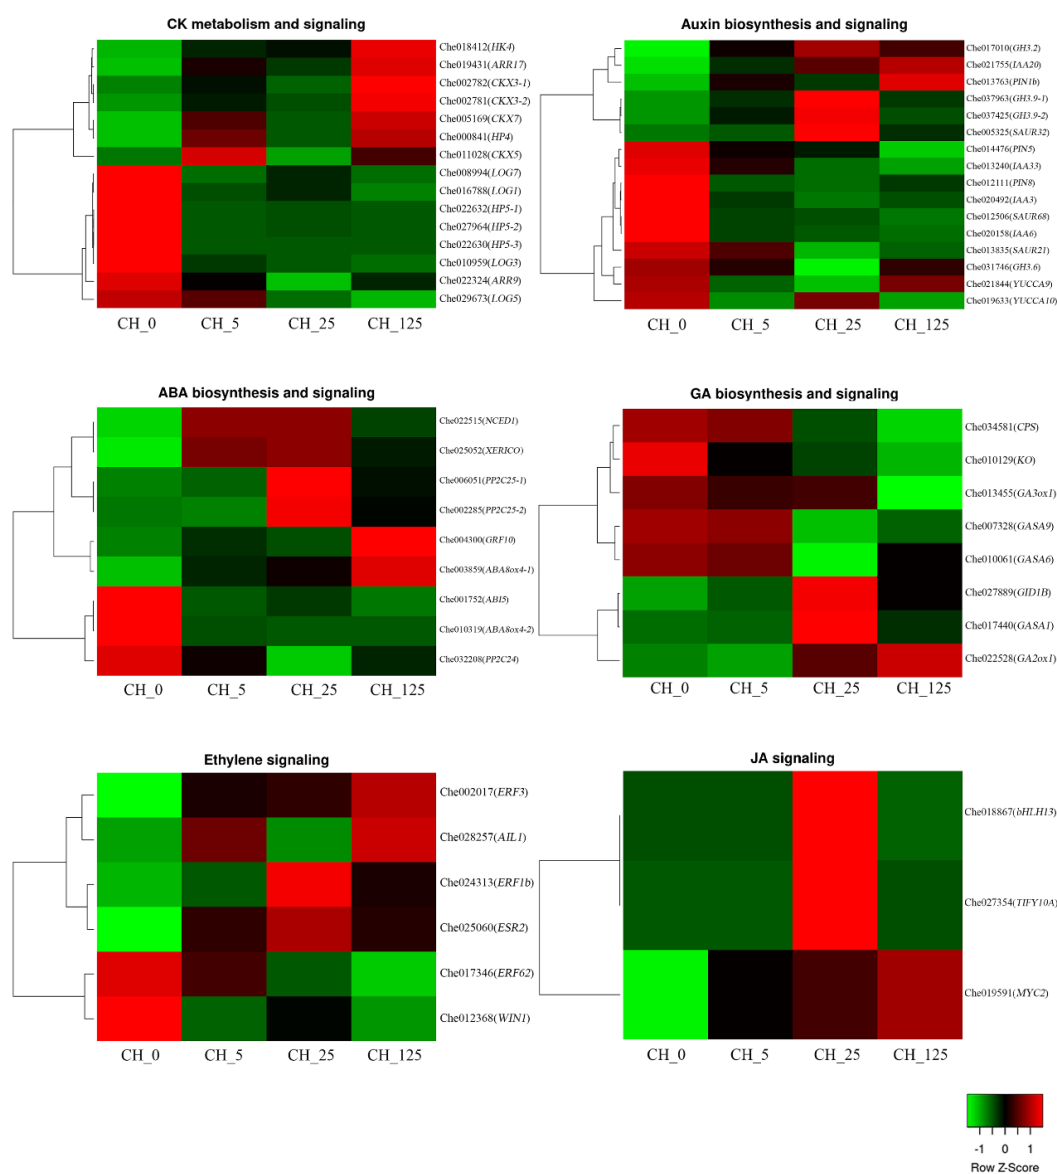 CK metabolism and signaling
Che018412(HK4)
Che019431(ARR17)
Che002782(CKX3-1)
Che002781(CKX3-2)
Che005169(CKX7)
Che000841(HP4)
Che011028(CKX5)
Che008994(LOG7)
Che016788(LOG1)
Che022632(HP5-1)
Che027964(HP5-2)
Che022630(HP5-3)
Che010959(LOG3)
Che022324(ARR9)
Che029673(LOG5)
CH_0 CH_5 CH_25 CH_125
Auxin biosynthesis and signaling
Che017010(GH3.2)
Che021755(IAA20)
Che013763(PIN1b)
Che037963(GH3.9-1)
Che037425(GH3.9-2)
Che005325(SAUR32)
Che014476(PIN5)
Che013240(IAA33)
Che012111(PIN8)
Che020492(IAA3)
Che012506(SAUR68)
Che020158(IAA6)
Che013835(SAUR21)
Che031746(GH3.6)
Che021844(YUCCA9)
Che019633(YUCCA10)
CH_0 CH_5 CH_25 CH_125
ABA biosynthesis and signaling
Che022515(NCED1)
Che025052(XERICO)
Che006051(PP2C25-1)
Che002285(PP2C25-2)
Che004300(GRF10)
Che003859(ABA8ox4-1)
Che001752(ABI5)
Che010319(ABA8ox4-2)
Che032208(PP2C24)
CH_0 CH_5 CH_25 CH_125
GA biosynthesis and signaling
Che034581(CPS)
Che010129(KO)
Che013455(GA3ox1)
Che007328(GASA9)
Che010061(GASA6)
Che027889(GID1B)
Che017440(GASA1)
Che022528(GA2ox1)
CH_0 CH_5 CH_25 CH_125
Ethylene signaling
Che002017(ERF3)
Che028257(AIL1)
Che024313(ERF1b)
Che025060(ESR2)
Che017346(ERF62)
Che012368(WIN1)
CH_0 CH_5 CH_25 CH_125
JA signaling
Che018867(bHLH13)
Che027354(TIFY10A)
Che019591(MYC2)
CH_0 CH_5 CH_25 CH_125
-1 0 1
Row Z-Score